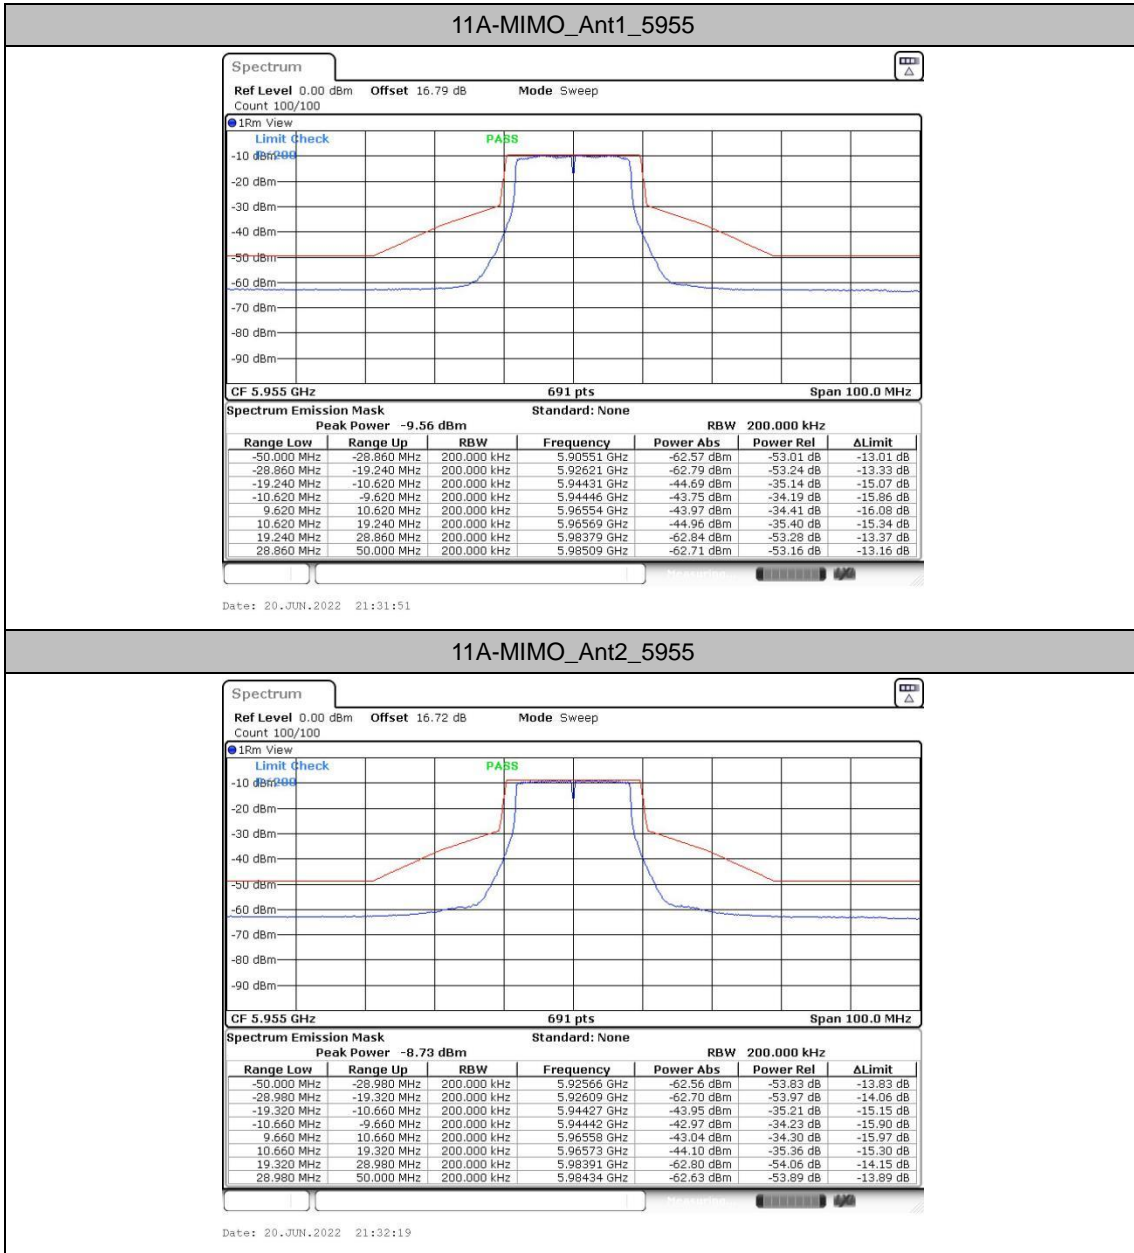 11A-MIMO_Ant1_5955
Spectrum
Ref Level 0.00 dBm Offset 16.79 dB Mode Sweep
Count 100/100
1Rm View
Limit Check PASS
-10 dBm
-20 dBm
-30 dBm
-40 dBm
-50 dBm
-60 dBm
-70 dBm
-80 dBm
-90 dBm
CF 5.955 GHz 691 pts Span 100.0 MHz
Spectrum Emission Mask Standard: None
Peak Power -9.56 dBm RBW 200.000 kHz
Range Low Range Up RBW Frequency Power Abs Power Rel ΔLimit
-50.000 MHz -28.860 MHz 200.000 kHz 5.90551 GHz -62.57 dBm -53.01 dB -13.01 dB
-28.860 MHz -19.240 MHz 200.000 kHz 5.92621 GHz -62.79 dBm -53.24 dB -13.33 dB
-19.240 MHz -10.620 MHz 200.000 kHz 5.94431 GHz -44.69 dBm -35.14 dB -15.07 dB
-10.620 MHz -9.620 MHz 200.000 kHz 5.94446 GHz -43.75 dBm -34.19 dB -15.86 dB
9.620 MHz 10.620 MHz 200.000 kHz 5.96554 GHz -43.97 dBm -34.41 dB -16.08 dB
10.620 MHz 19.240 MHz 200.000 kHz 5.96569 GHz -44.96 dBm -35.40 dB -15.34 dB
19.240 MHz 28.860 MHz 200.000 kHz 5.98379 GHz -62.84 dBm -53.28 dB -13.37 dB
28.860 MHz 50.000 MHz 200.000 kHz 5.98509 GHz -62.71 dBm -53.16 dB -13.16 dB
Measuring
Date: 20.JUN.2022 21:31:51
11A-MIMO_Ant2_5955
Spectrum
Ref Level 0.00 dBm Offset 16.72 dB Mode Sweep
Count 100/100
1Rm View
Limit Check PASS
-10 dBm
-20 dBm
-30 dBm
-40 dBm
-50 dBm
-60 dBm
-70 dBm
-80 dBm
-90 dBm
CF 5.955 GHz 691 pts Span 100.0 MHz
Spectrum Emission Mask Standard: None
Peak Power -8.73 dBm RBW 200.000 kHz
Range Low Range Up RBW Frequency Power Abs Power Rel ΔLimit
-50.000 MHz -28.980 MHz 200.000 kHz 5.92566 GHz -62.56 dBm -53.83 dB -13.83 dB
-28.980 MHz -19.320 MHz 200.000 kHz 5.92609 GHz -62.70 dBm -53.97 dB -14.06 dB
-19.320 MHz -10.660 MHz 200.000 kHz 5.94427 GHz -43.95 dBm -35.21 dB -15.15 dB
-10.660 MHz -9.660 MHz 200.000 kHz 5.94442 GHz -42.97 dBm -34.23 dB -15.90 dB
9.660 MHz 10.660 MHz 200.000 kHz 5.96558 GHz -43.04 dBm -34.30 dB -15.97 dB
10.660 MHz 19.320 MHz 200.000 kHz 5.96573 GHz -44.10 dBm -35.36 dB -15.30 dB
19.320 MHz 28.980 MHz 200.000 kHz 5.98391 GHz -62.80 dBm -54.06 dB -14.15 dB
28.980 MHz 50.000 MHz 200.000 kHz 5.98434 GHz -62.63 dBm -53.89 dB -13.89 dB
Measuring
Date: 20.JUN.2022 21:32:19